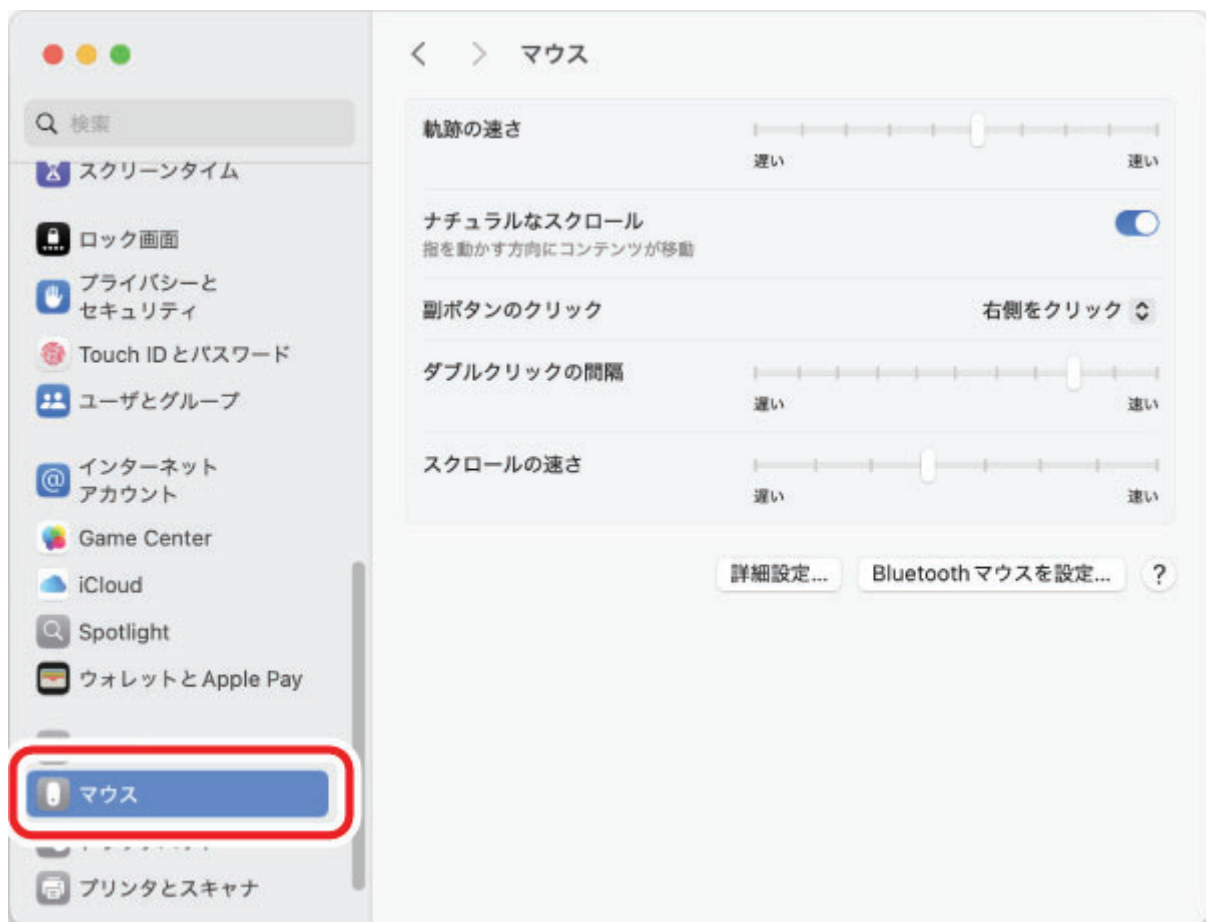 マウス
検索
スクリーンタイム
ロック画面
プライバシーと
セキュリティ
Touch ID とパスワード
ユーザとグループ
インターネット
アカウント
Game Center
iCloud
Spotlight
ウォレットと Apple Pay
マウス
プリンタとスキャナ
軌跡の速さ
遅い
速い
ナチュラルなスクロール
指を動かす方向にコンテンツが移動
副ボタンのクリック
右側をクリック
ダブルクリックの間隔
遅い
速い
スクロールの速さ
遅い
速い
詳細設定...
Bluetooth マウスを設定...
?